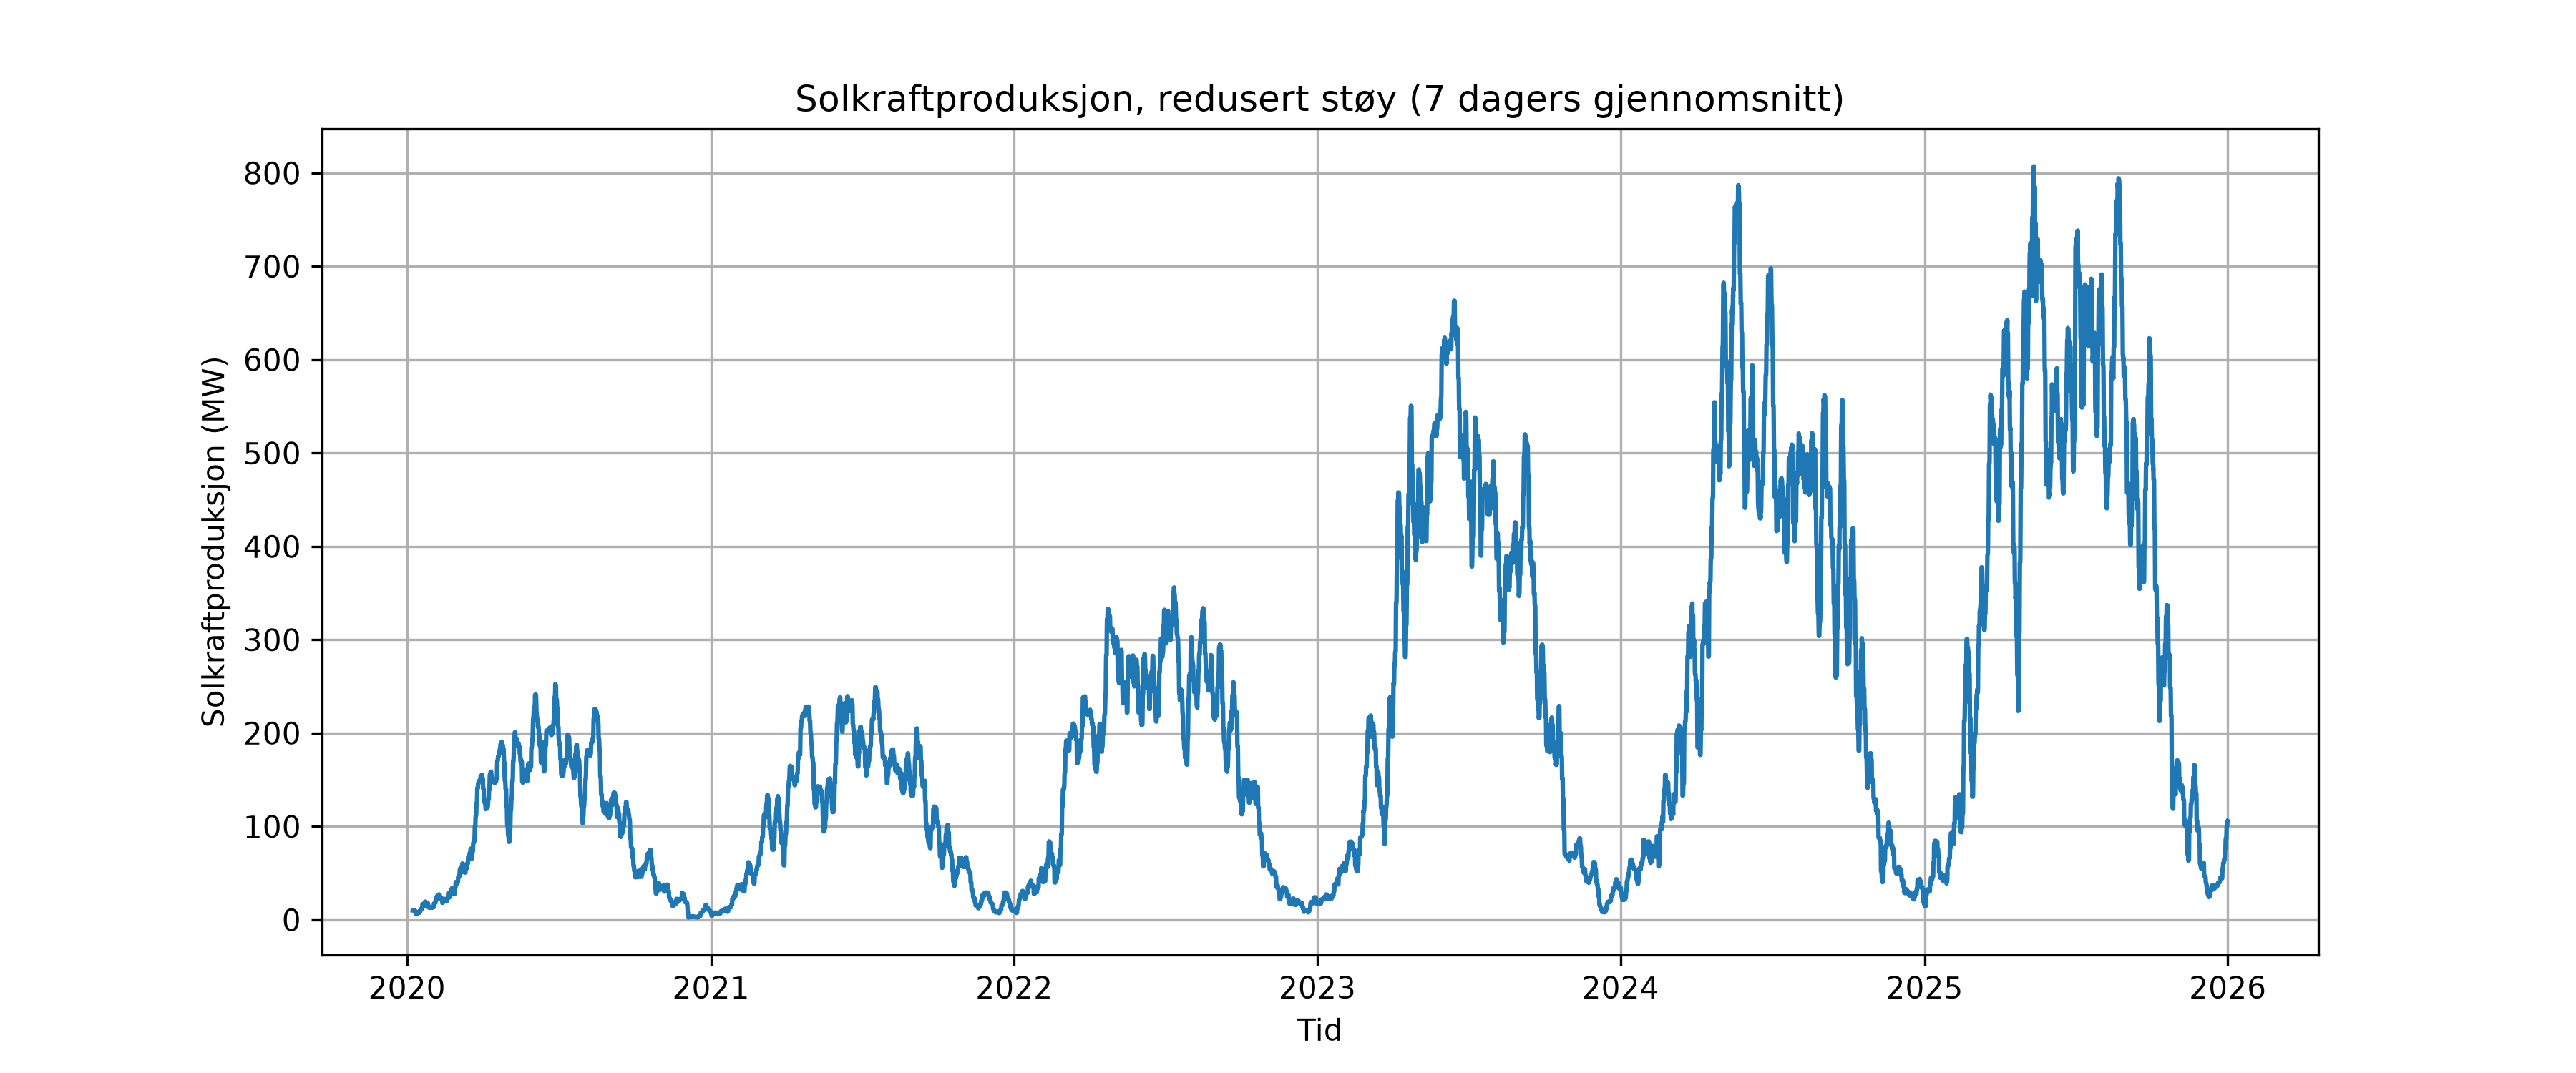 Solkraftproduksjon, redusert støy (7 dagers gjennomsnitt)
Solkraftproduksjon (MW)
800
700
600
500
400
300
200
100
0
2020 2021 2022 2023 2024 2025 2026
Tid